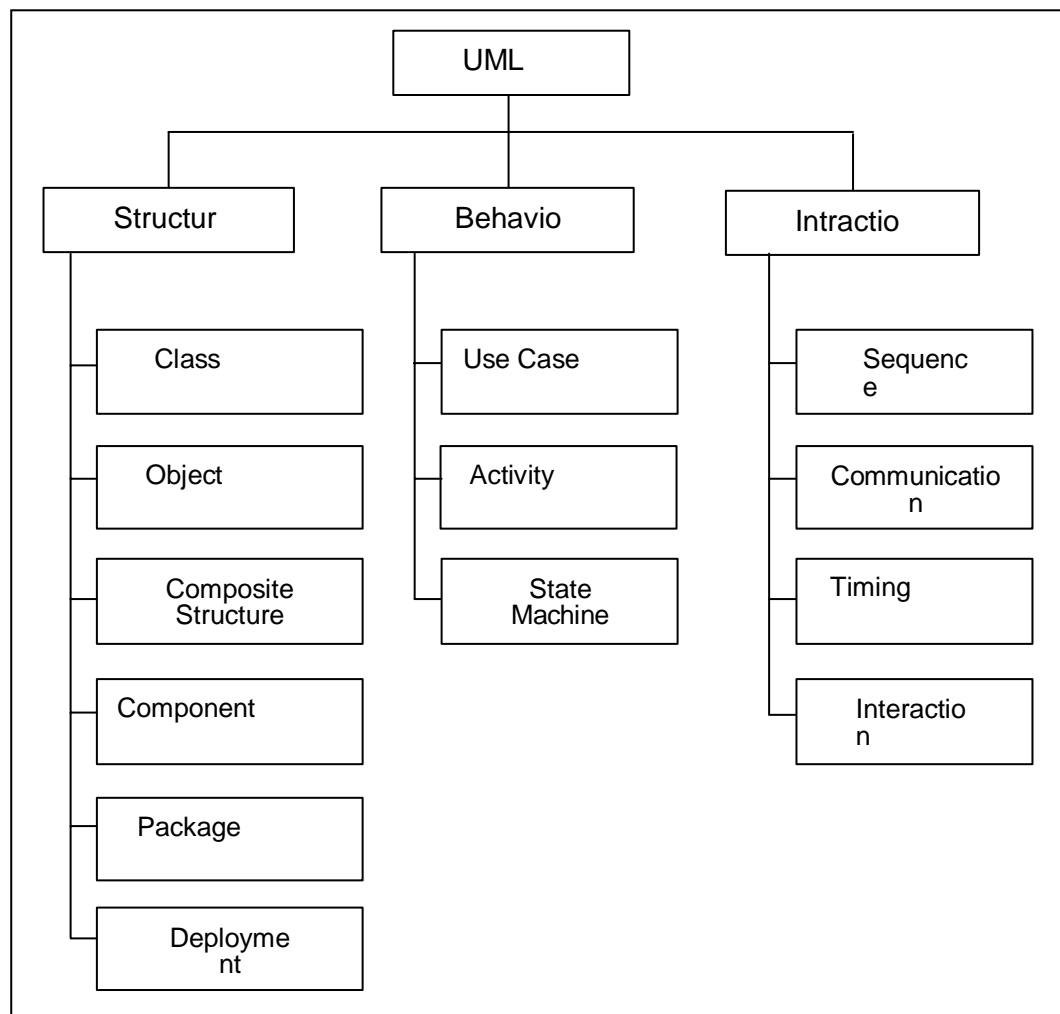 UML
Structur
Behavio
Intractio
Class
Object
Composite
Structure
Component
Package
Deployme
nt
Use Case
Activity
State
Machine
Sequenc
e
Communicatio
n
Timing
Interactio
n